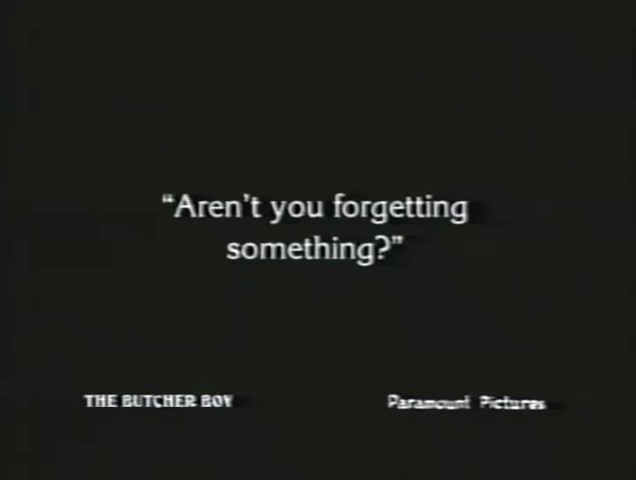 “Aren't you forgetting
something?”
THE BUTCHER BOY
Paramount Pictures